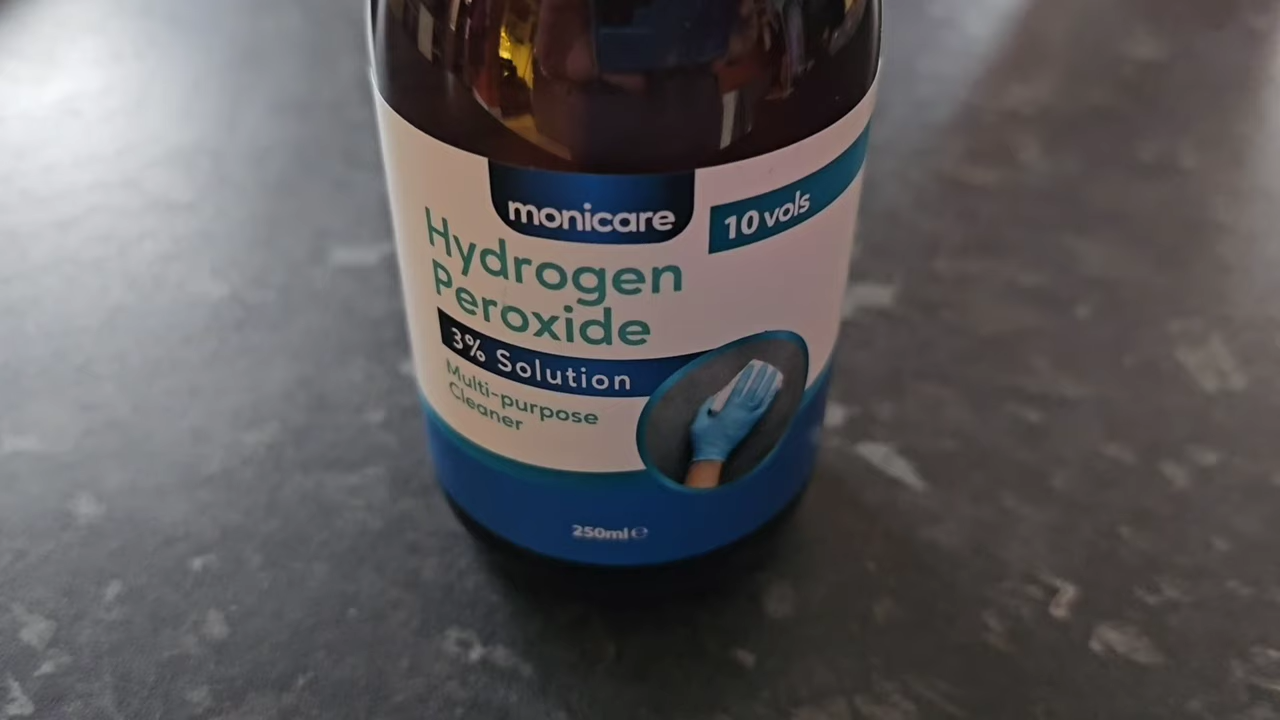 monicare
10 vols
Hydrogen
Peroxide
3% Solution
Multi-purpose
Cleaner
250ml ℮